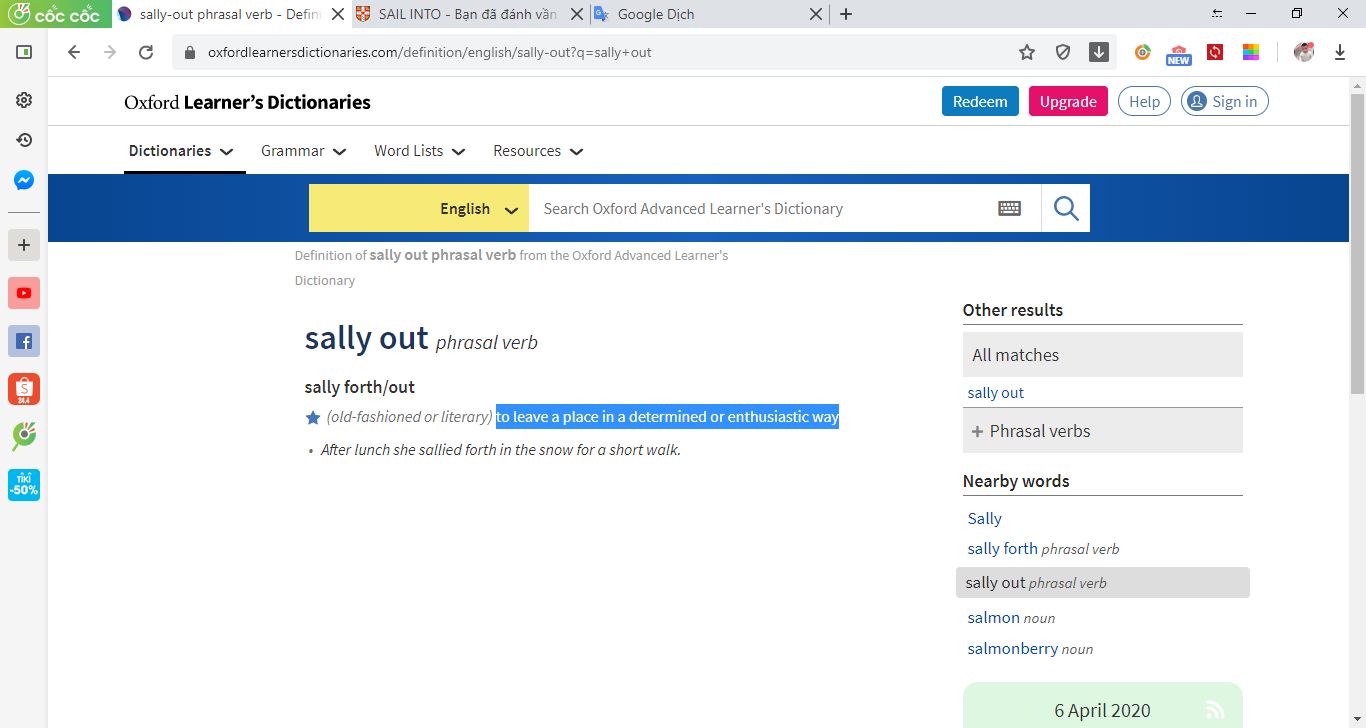 cốc cốc
sally-out phrasal verb - Defini
SAIL INTO - Bạn đã đánh vần
Google Dịch
oxfordlearnersdictionaries.com/definition/english/sally-out?q=sally+out
NEW
Oxford Learner's Dictionaries
Redeem
Upgrade
Help
Sign in
Dictionaries
Grammar
Word Lists
Resources
English
Search Oxford Advanced Learner's Dictionary
Definition of sally out phrasal verb from the Oxford Advanced Learner's
Dictionary
sally out phrasal verb
sally forth/out
(old-fashioned or literary) to leave a place in a determined or enthusiastic way
• After lunch she sallied forth in the snow for a short walk.
Other results
All matches
sally out
+ Phrasal verbs
Nearby words
Sally
sally forth phrasal verb
sally out phrasal verb
salmon noun
salmonberry noun
6 April 2020
S
24.4
TIKI
-50%